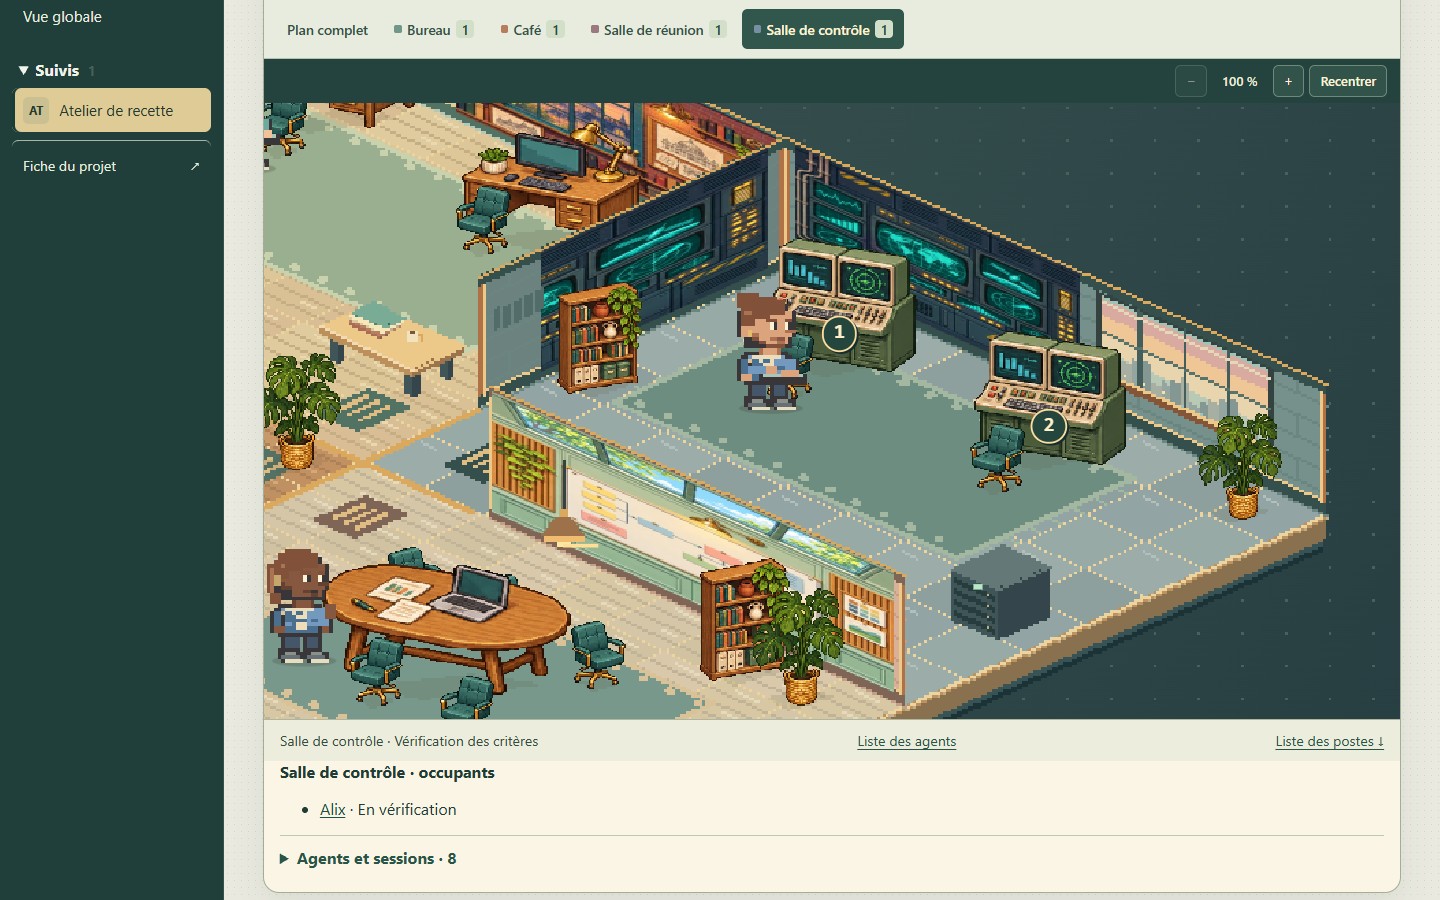 Vue globale
▼ Suivis 1
AT Atelier de recette
Fiche du projet ↗
Plan complet Bureau 1 Café 1 Salle de réunion 1 Salle de contrôle 1
− 100 % + Recentrer
1
2
Salle de contrôle · Vérification des critères Liste des agents Liste des postes ↓
Salle de contrôle · occupants
• Alix · En vérification
▶ Agents et sessions · 8